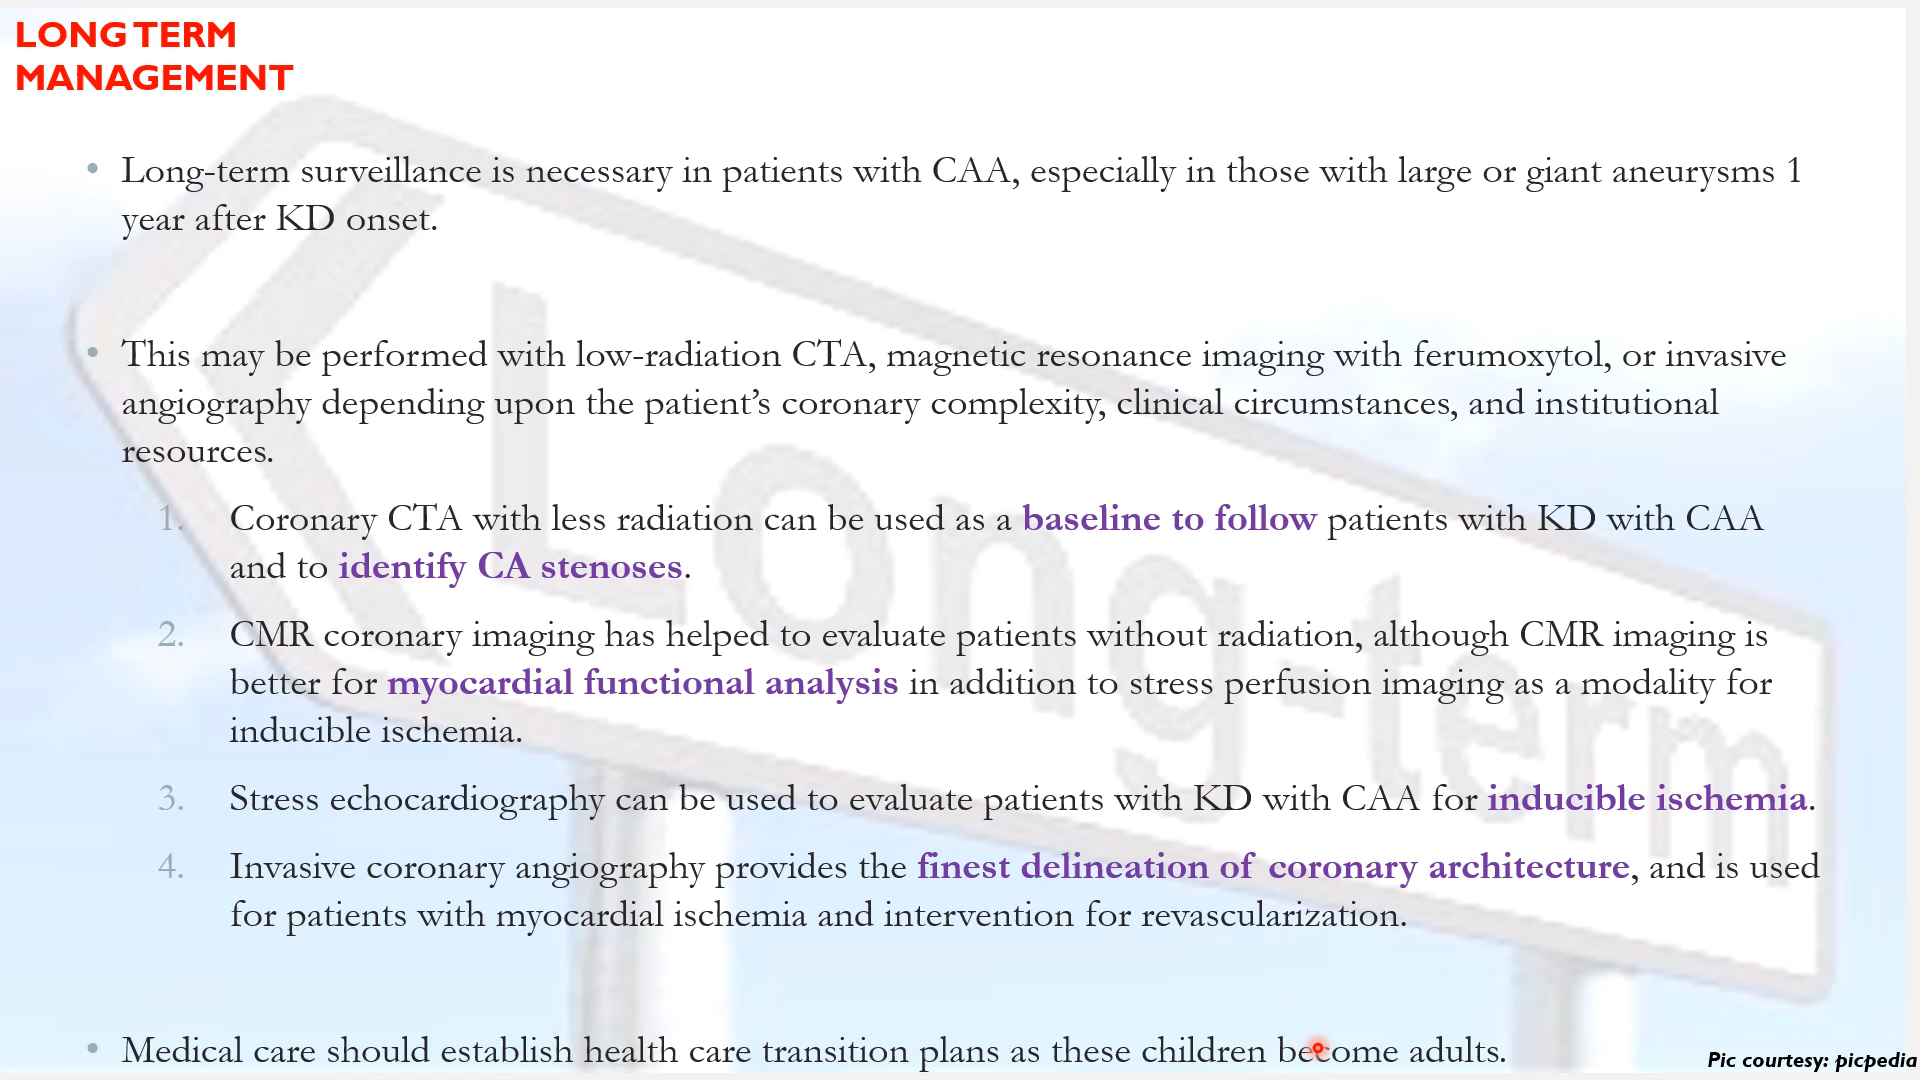 LONG TERM
MANAGEMENT
• Long-term surveillance is necessary in patients with CAA, especially in those with large or giant aneurysms 1
year after KD onset.
• This may be performed with low-radiation CTA, magnetic resonance imaging with ferumoxytol, or invasive
angiography depending upon the patient’s coronary complexity, clinical circumstances, and institutional
resources.
1. Coronary CTA with less radiation can be used as a baseline to follow patients with KD with CAA
and to identify CA stenoses.
2. CMR coronary imaging has helped to evaluate patients without radiation, although CMR imaging is
better for myocardial functional analysis in addition to stress perfusion imaging as a modality for
inducible ischemia.
3. Stress echocardiography can be used to evaluate patients with KD with CAA for inducible ischemia.
4. Invasive coronary angiography provides the finest delineation of coronary architecture, and is used
for patients with myocardial ischemia and intervention for revascularization.
• Medical care should establish health care transition plans as these children become adults.
Pic courtesy: picpedia
Long-term